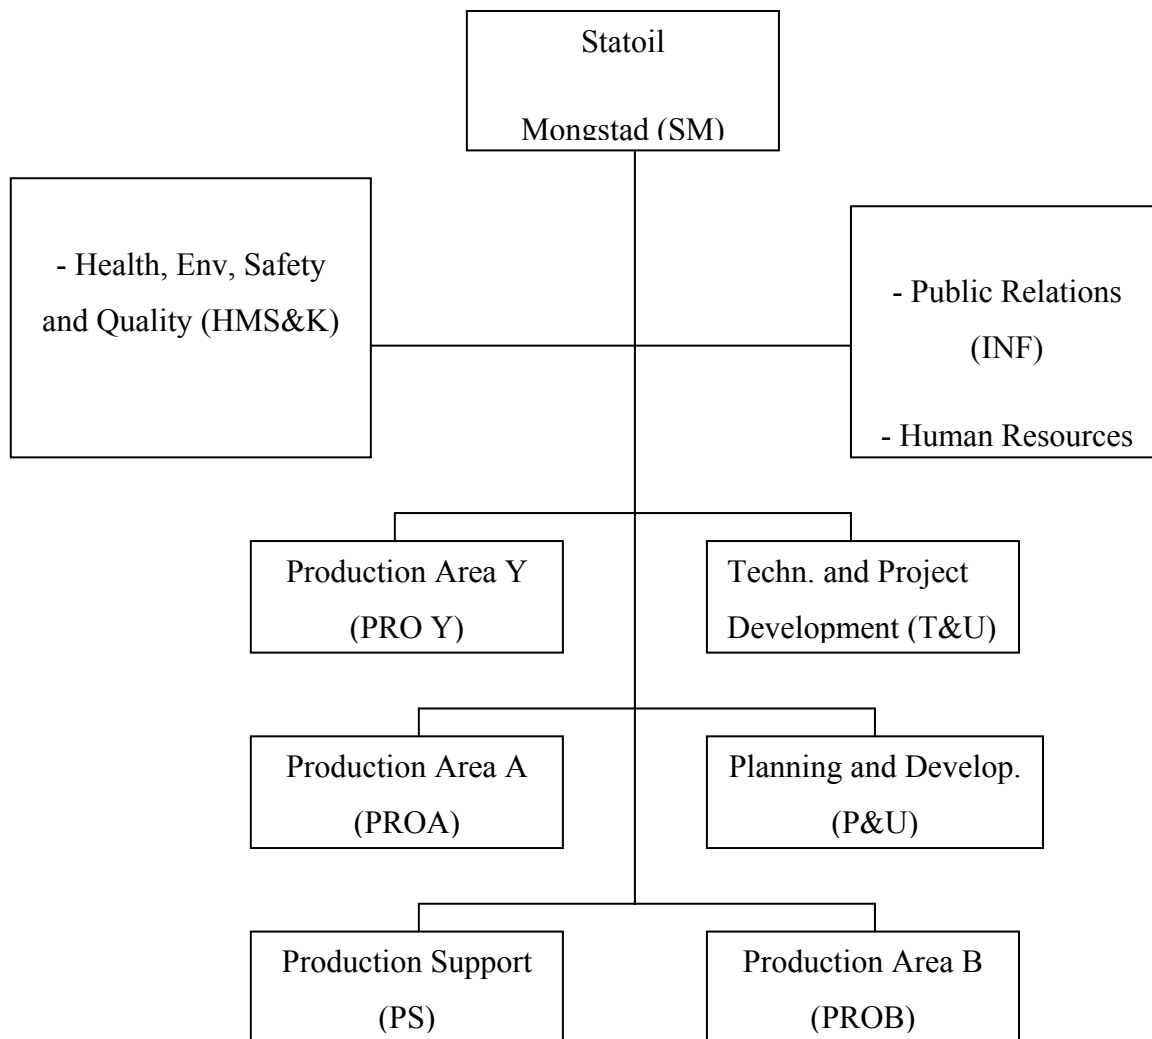 Statoil
Mongstad (SM)
- Health, Env, Safety
and Quality (HMS&K)
- Public Relations
(INF)
- Human Resources
Production Area Y
(PRO Y)
Techn. and Project
Development (T&U)
Production Area A
(PROA)
Planning and Develop.
(P&U)
Production Support
(PS)
Production Area B
(PROB)